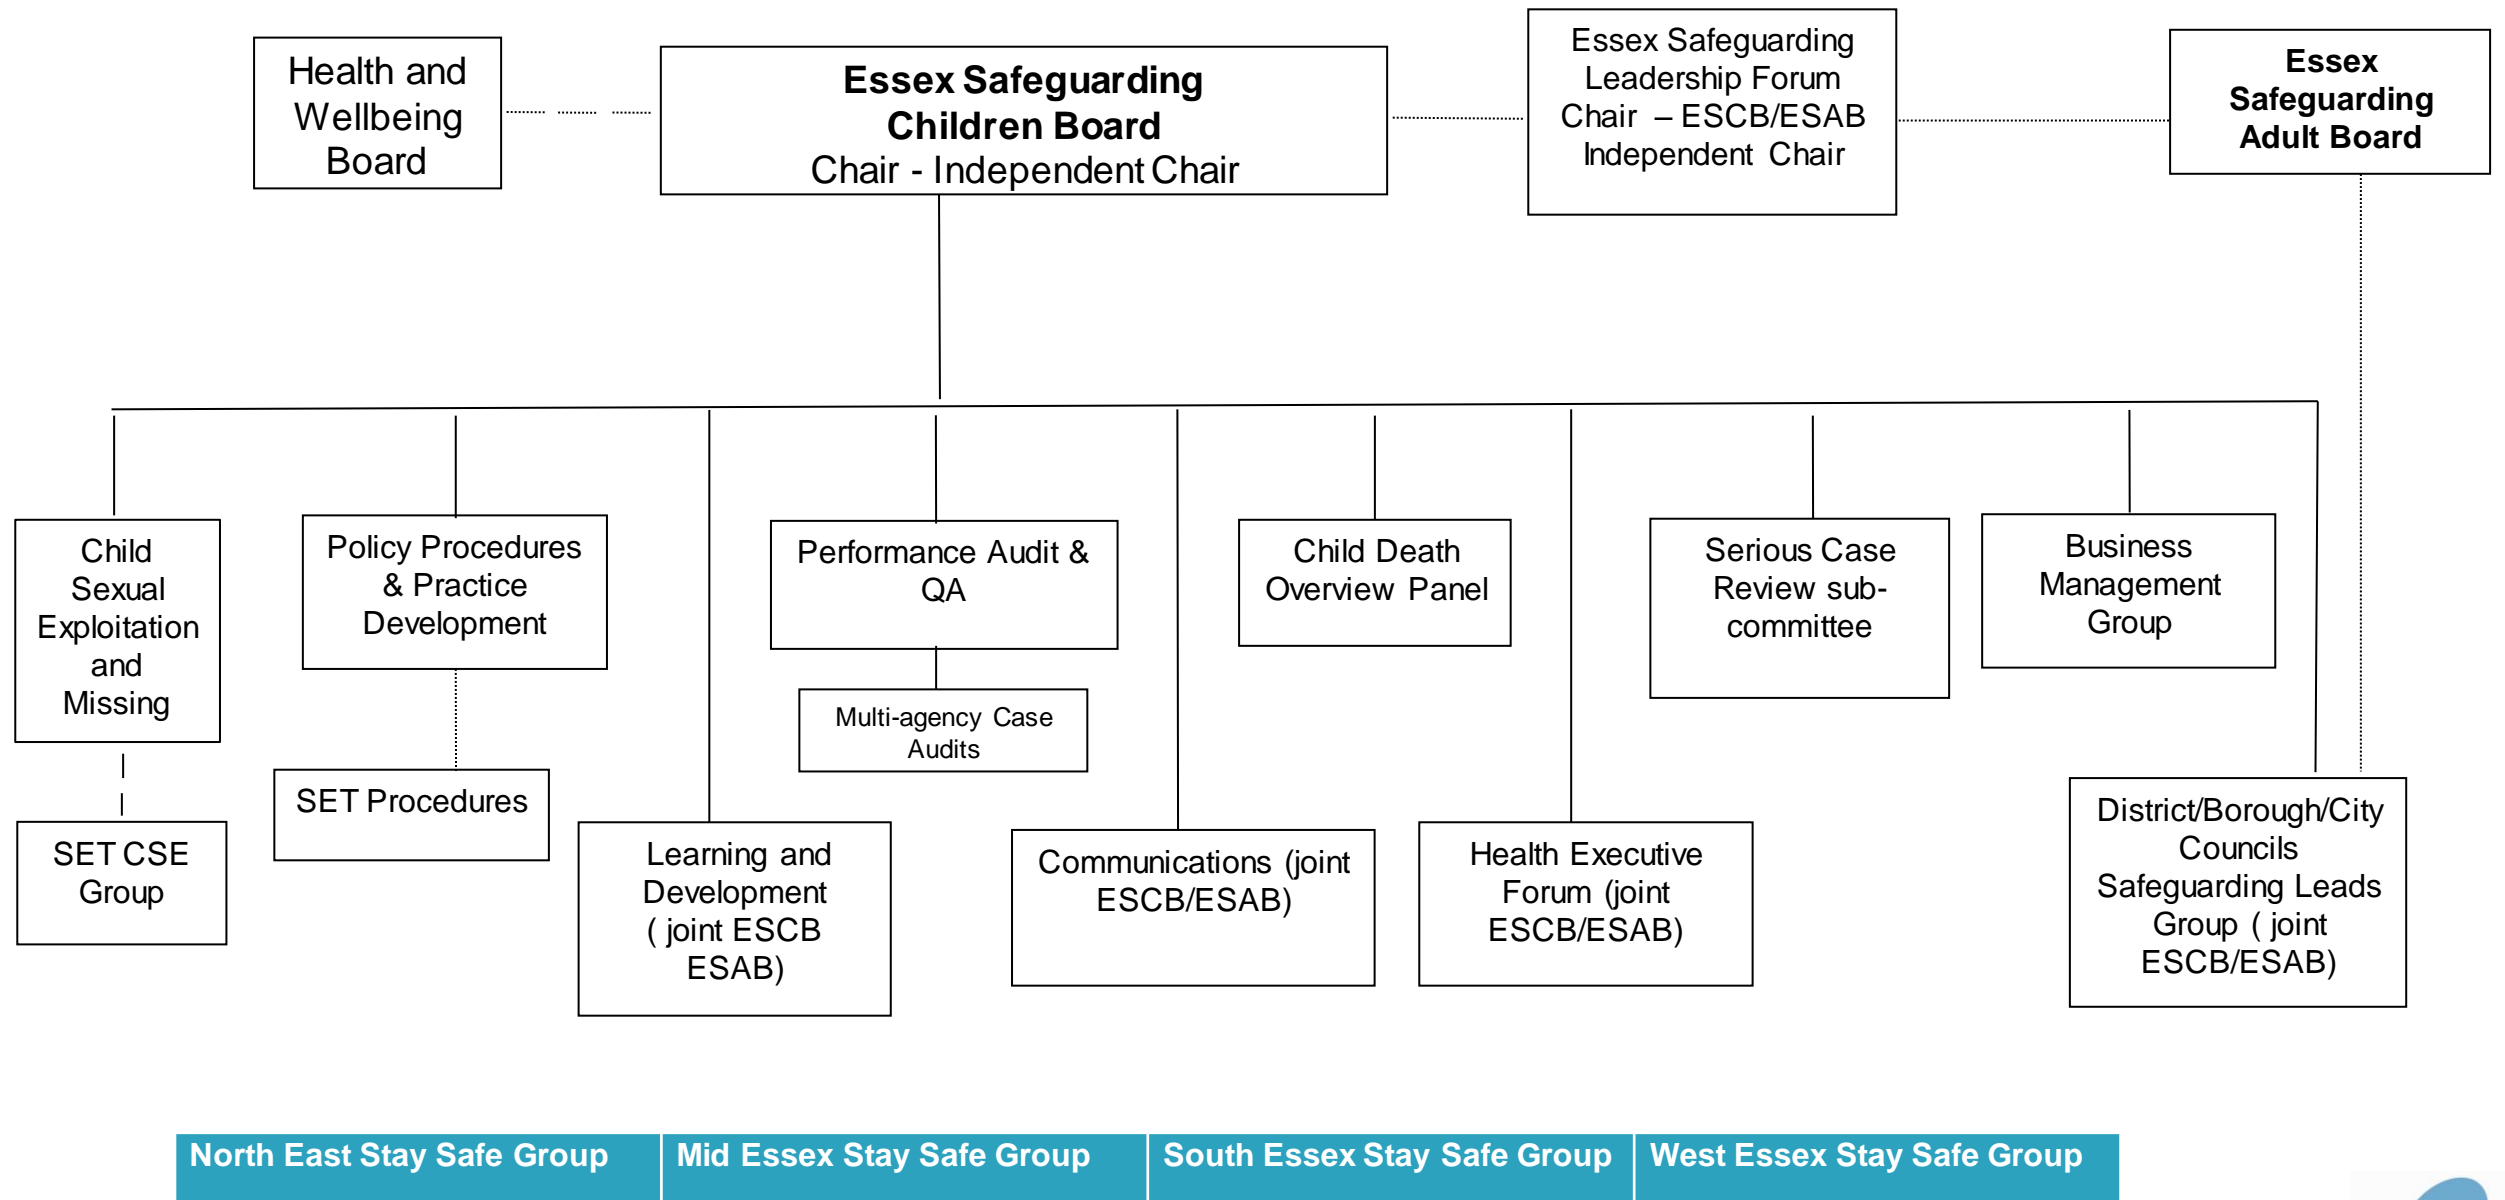 Health and
Wellbeing
Board
Essex Safeguarding
Children Board
Chair - Independent Chair
Essex Safeguarding
Leadership Forum
Chair – ESCB/ESAB
Independent Chair
Essex
Safeguarding
Adult Board
Child
Sexual
Exploitation
and
Missing
Policy Procedures
& Practice
Development
Performance Audit &
QA
Child Death
Overview Panel
Serious Case
Review sub-
committee
Business
Management
Group
Multi-agency Case
Audits
SET CSE
Group
SET Procedures
Learning and
Development
( joint ESCB
ESAB)
Communications (joint
ESCB/ESAB)
Health Executive
Forum (joint
ESCB/ESAB)
District/Borough/City
Councils
Safeguarding Leads
Group ( joint
ESCB/ESAB)
North East Stay Safe Group
Mid Essex Stay Safe Group
South Essex Stay Safe Group
West Essex Stay Safe Group